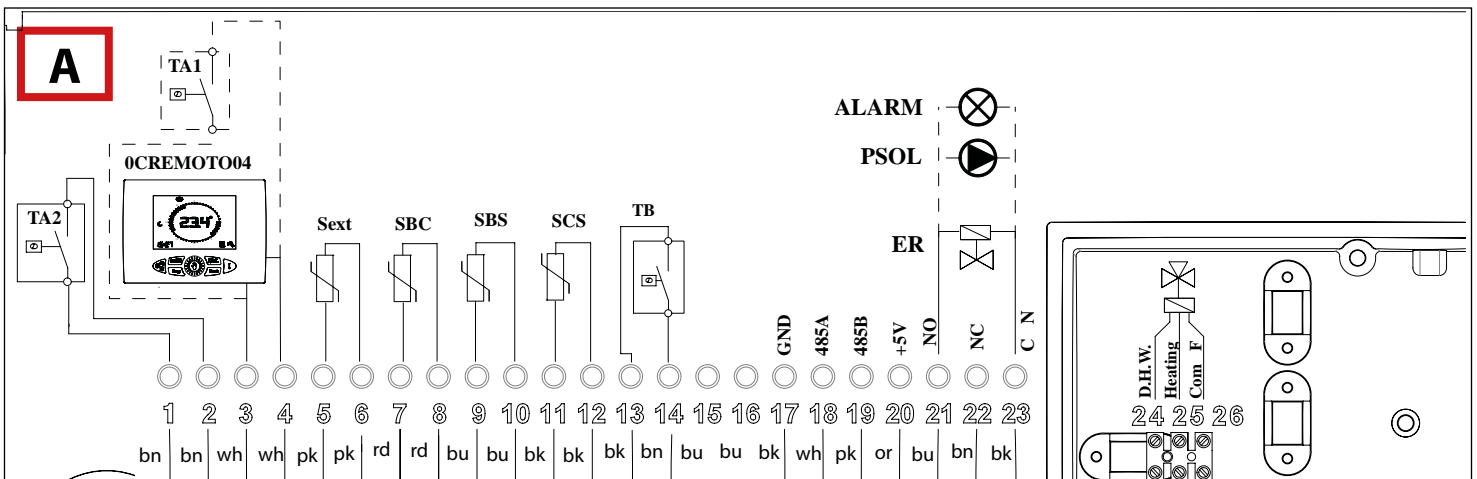 A
TA1
0CREMOTO04
TA2
23.4
Sext
SBC
SBS
SCS
TB
ALARM
PSOL
ER
GND
485A
485B
+5V
NO
NC
C N
D.H.W.
Heating
Com F
1 2 3 4 5 6 7 8 9 10 11 12 13 14 15 16 17 18 19 20 21 22 23
24 25 26
bn bn wh wh pk pk rd rd bu bu bk bk bk bn bu bu bk wh pk or bu bn bk